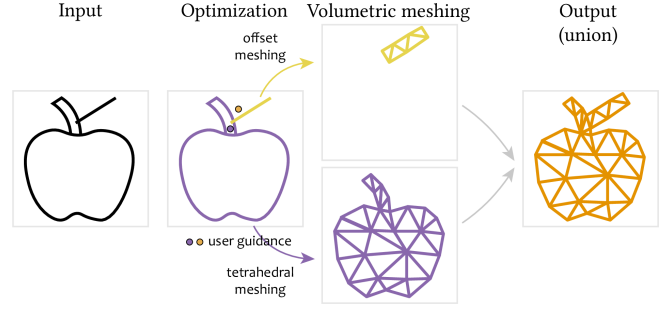 Input
Optimization
Volumetric meshing
Output
(union)
offset
meshing
user guidance
tetrahedral
meshing